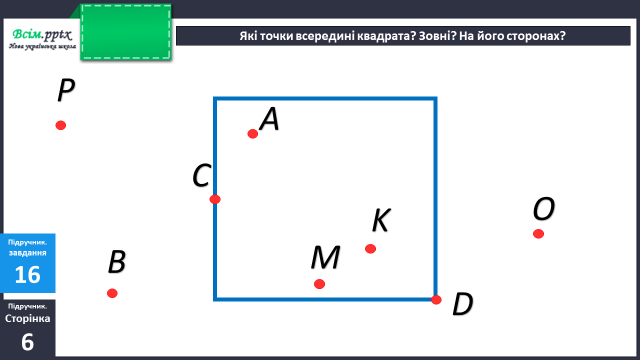 Всім.pptx
Нова українська школа
Які точки всередині квадрата? Зовні? На його сторонах?
P
A
C
K
O
B
M
D
Підручник.
завдання
16
Підручник.
Сторінка
6